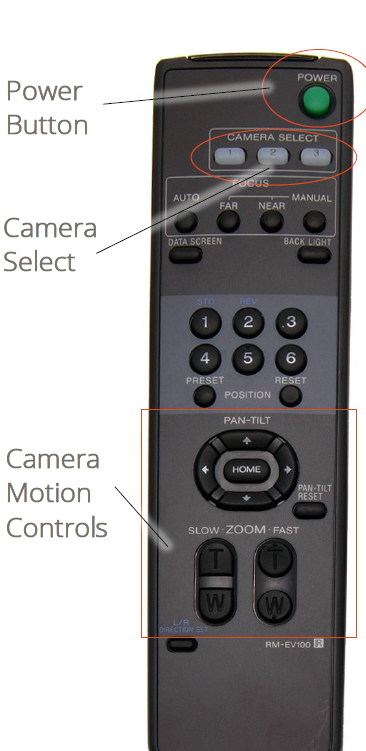 POWER
Power
Button
CAMERA SELECT
1 2 3
FOCUS
AUTO MANUAL
FAR NEAR
Camera
Select
DATA SCREEN BACK LIGHT
STD REV
1 2 3
4 5 6
PRESET RESET
POSITION
PAN-TILT
HOME
Camera
Motion
Controls
PAN-TILT
RESET
SLOW · ZOOM · FAST
T T
W W
L/R
DIRECTION SET
RM-EV100 R